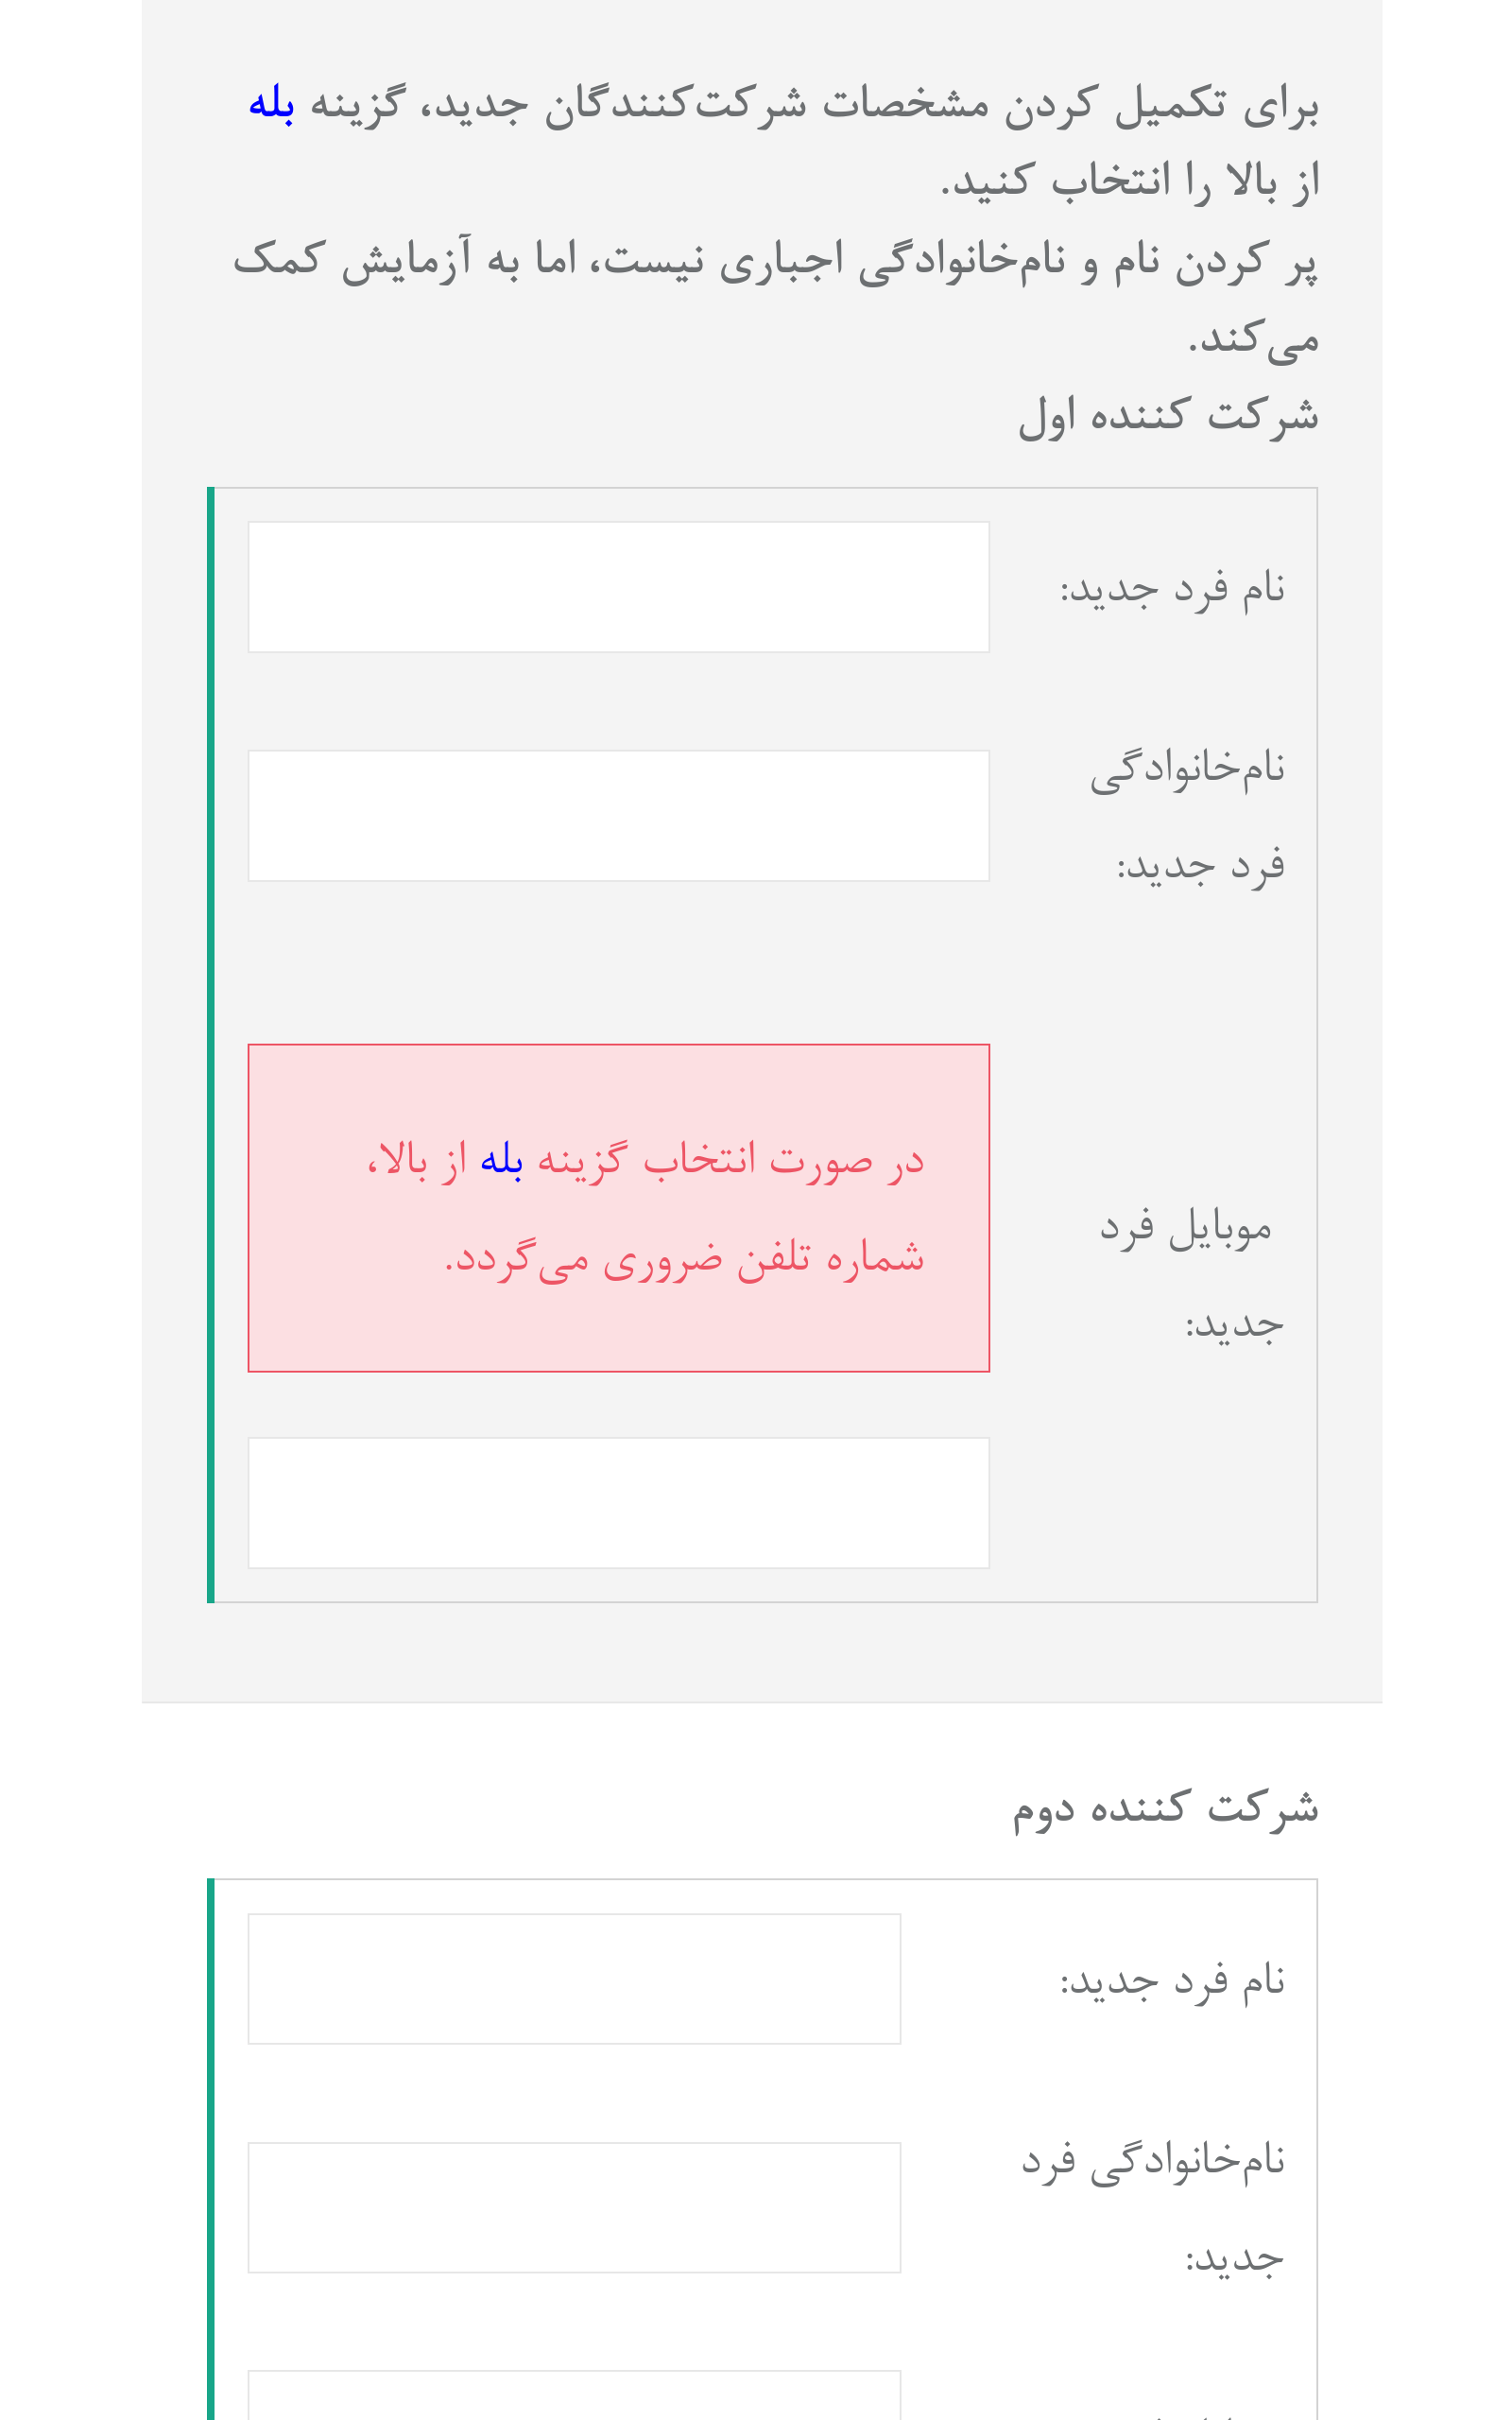 برای تکمیل کردن مشخصات شرکت‌کنندگان جدید، گزینه بله
از بالا را انتخاب کنید.
پر کردن نام و نام‌خانوادگی اجباری نیست، اما به آزمایش کمک
می‌کند.
شرکت کننده اول
نام فرد جدید:
نام‌خانوادگی
فرد جدید:
در صورت انتخاب گزینه بله از بالا،
شماره تلفن ضروری می‌گردد.
موبایل فرد
جدید:
شرکت کننده دوم
نام فرد جدید:
نام‌خانوادگی فرد
جدید: